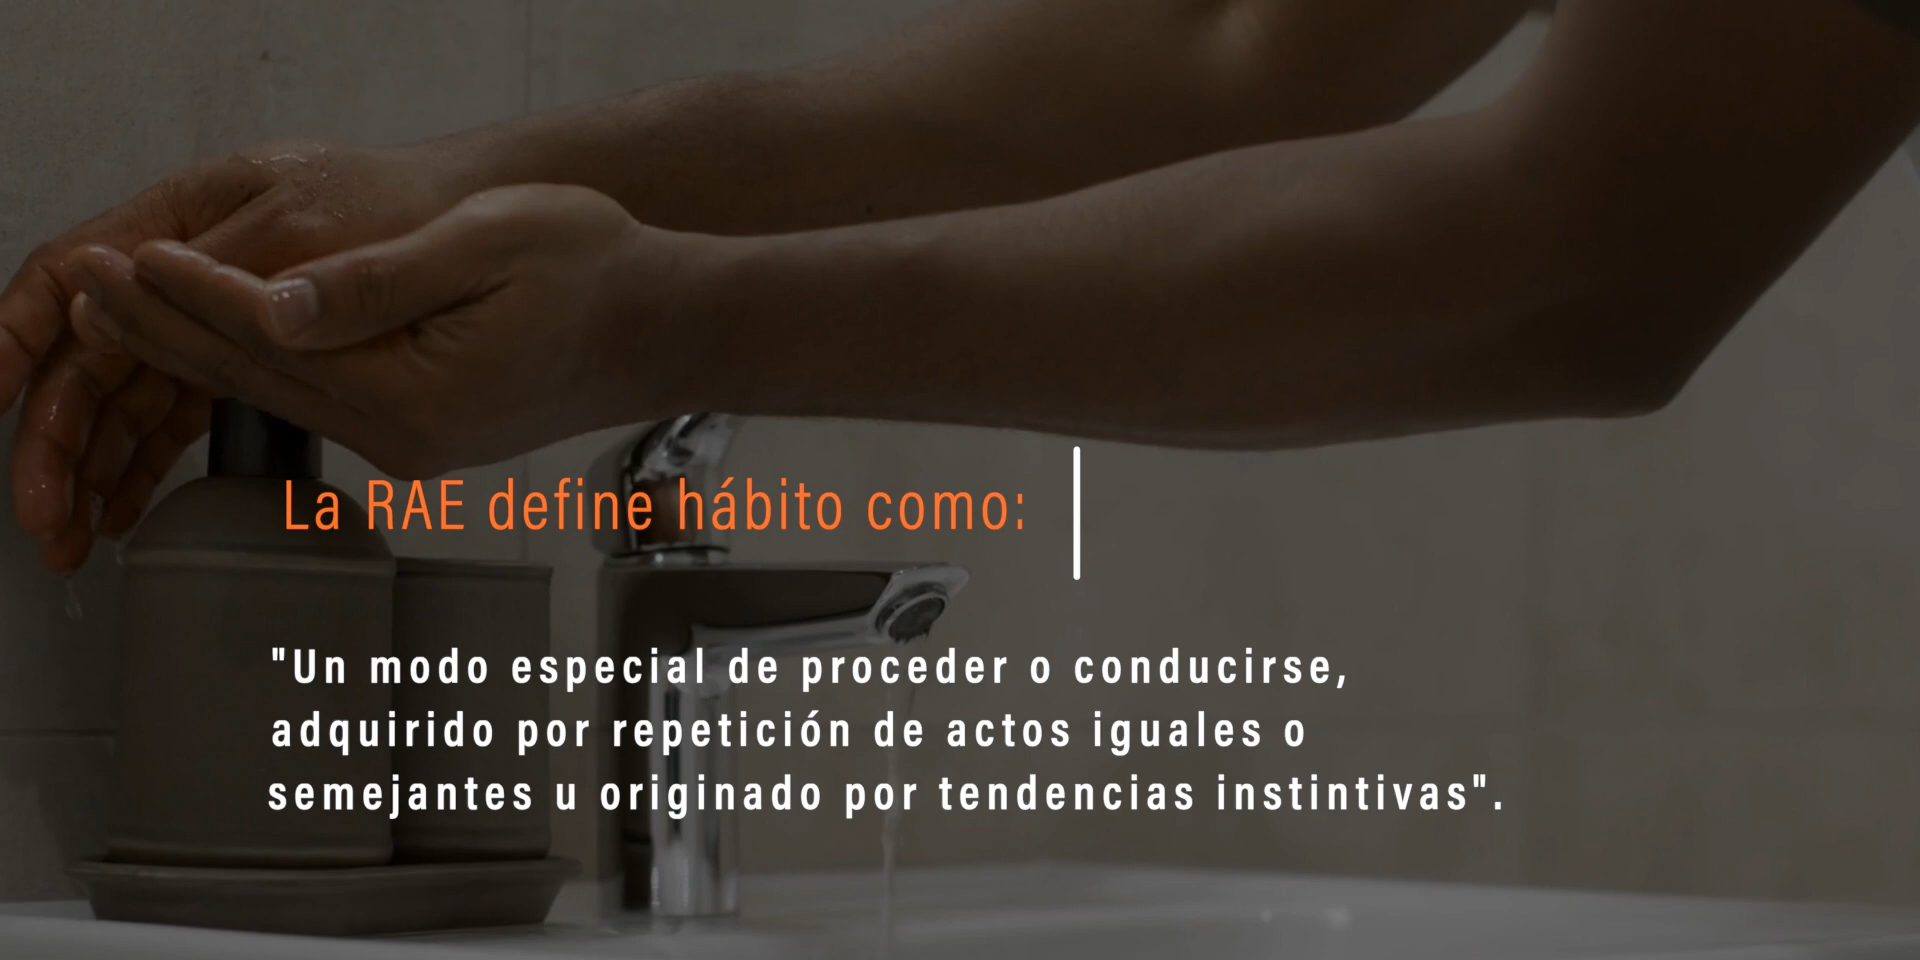 La RAE define hábito como:
"Un modo especial de proceder o conducirse,
adquirido por repetición de actos iguales o
semejantes u originado por tendencias instintivas".